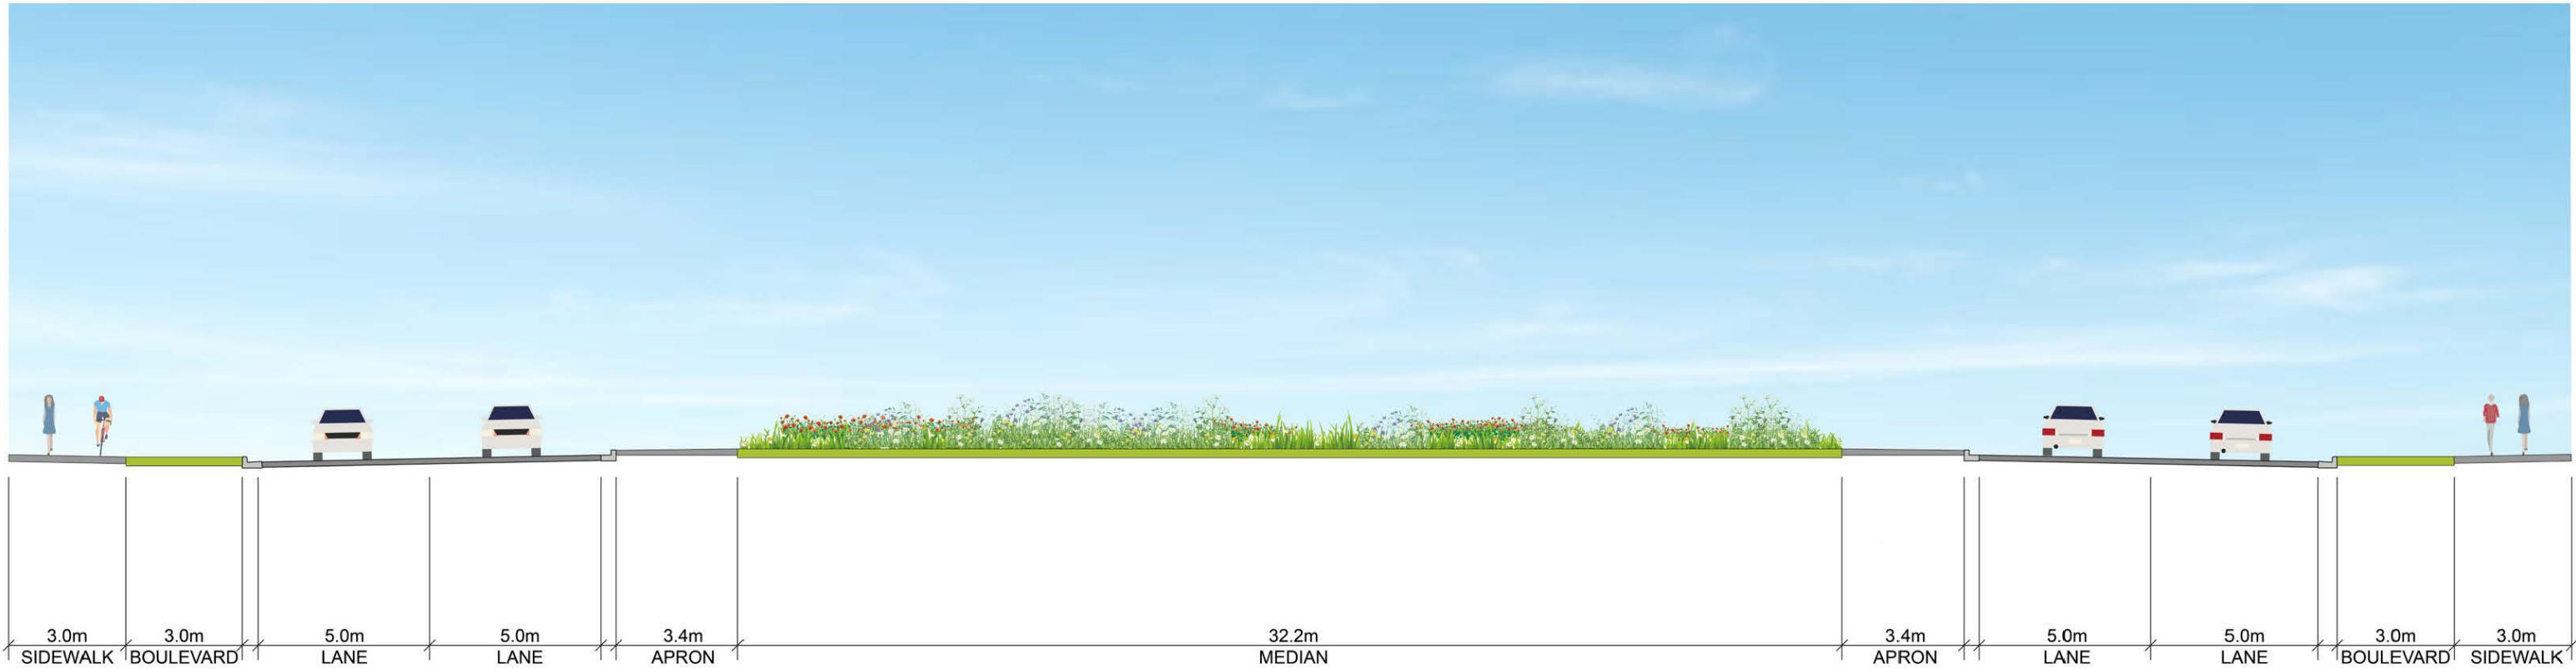 3.0m 3.0m 5.0m 5.0m 3.4m 32.2m 3.4m 5.0m 5.0m 3.0m 3.0m
SIDEWALK BOULEVARD LANE LANE APRON MEDIAN APRON LANE LANE BOULEVARD SIDEWALK